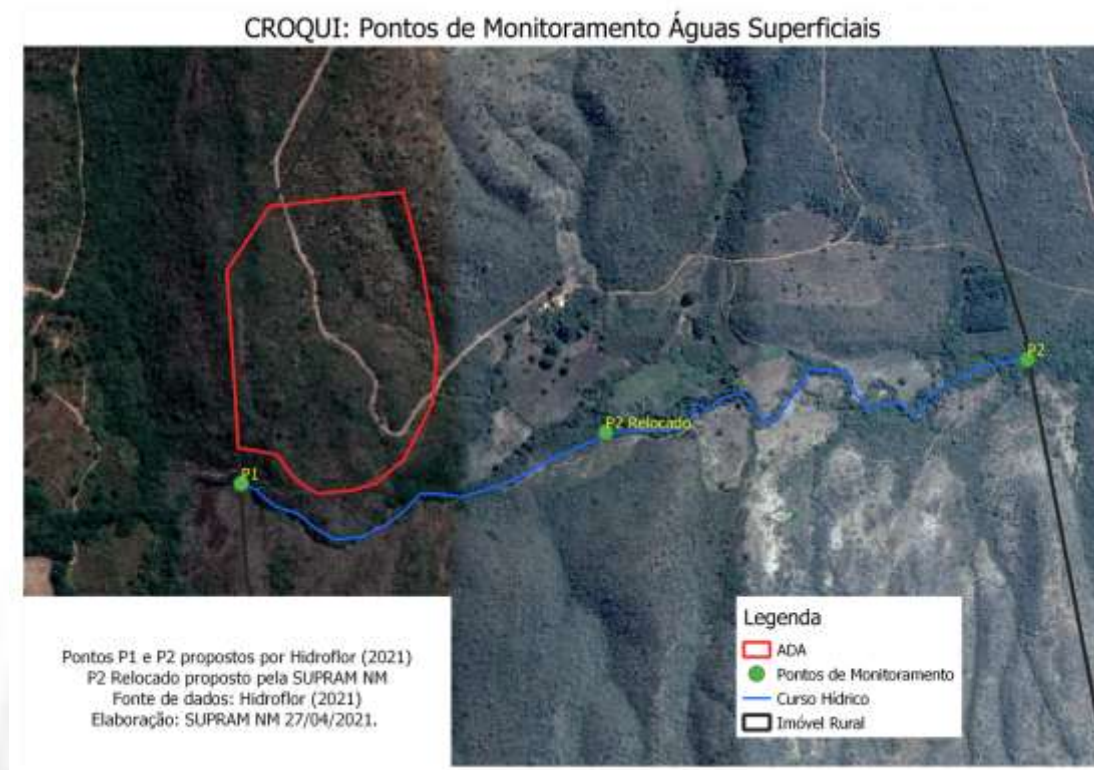 CROQUI: Pontos de Monitoramento Águas Superficiais
P2
P2 Relocado
P1
Pontos P1 e P2 propostos por Hidroflor (2021)
P2 Relocado proposto pela SUPRAM NM
Fonte de dados: Hidroflor (2021)
Elaboração: SUPRAM NM 27/04/2021.
Legenda
ADA
Pontos de Monitoramento
Curso Hídrico
Imóvel Rural